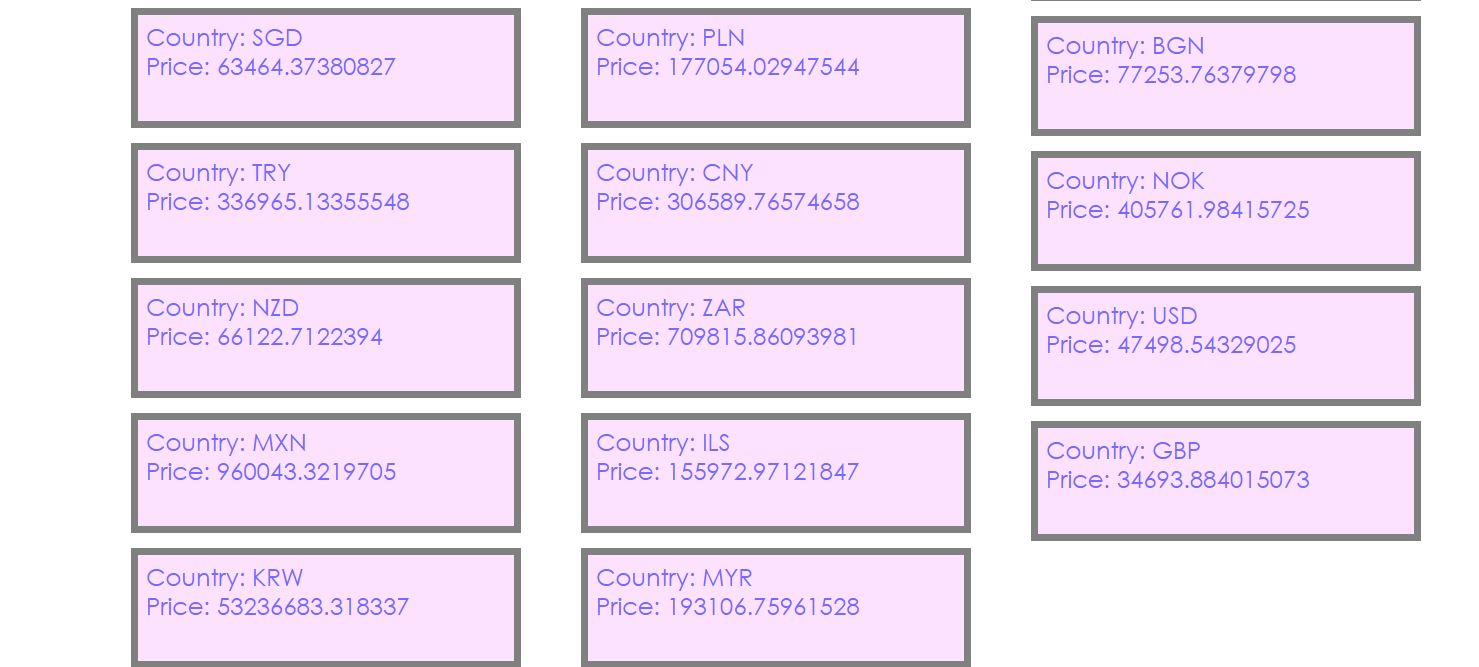 Country: SGD
Price: 63464.37380827
Country: TRY
Price: 336965.13355548
Country: NZD
Price: 66122.7122394
Country: MXN
Price: 960043.3219705
Country: KRW
Price: 53236683.318337
Country: PLN
Price: 177054.02947544
Country: CNY
Price: 306589.76574658
Country: ZAR
Price: 709815.86093981
Country: ILS
Price: 155972.97121847
Country: MYR
Price: 193106.75961528
Country: BGN
Price: 77253.76379798
Country: NOK
Price: 405761.98415725
Country: USD
Price: 47498.54329025
Country: GBP
Price: 34693.884015073